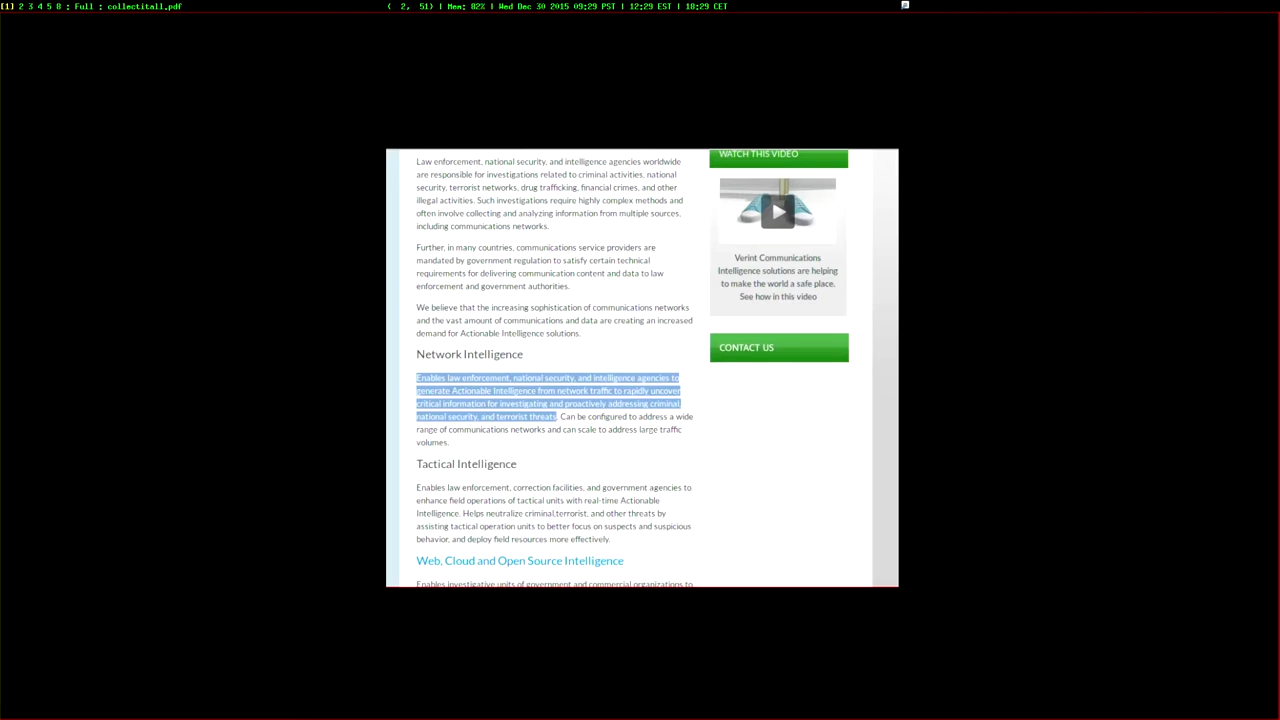 [1] 2 3 4 5 8 : Full : collectitall.pdf
( 2, 51) | Mem: 82% | Wed Dec 30 2015 09:29 PST | 12:29 EST | 18:29 CET
Law enforcement, national security, and intelligence agencies worldwide
are responsible for investigations related to criminal activities, national
security, terrorist networks, drug trafficking, financial crimes, and other
illegal activities. Such investigations require highly complex methods and
often involve collecting and analyzing information from multiple sources,
including communications networks.
Further, in many countries, communications service providers are
mandated by government regulation to satisfy certain technical
requirements for delivering communication content and data to law
enforcement and government authorities.
We believe that the increasing sophistication of communications networks
and the vast amount of communications and data are creating an increased
demand for Actionable Intelligence solutions.
Network Intelligence
Enables law enforcement, national security, and intelligence agencies to
generate Actionable Intelligence from network traffic to rapidly uncover
critical information for investigating and proactively addressing criminal,
national security, and terrorist threats. Can be configured to address a wide
range of communications networks and can scale to address large traffic
volumes.
Tactical Intelligence
Enables law enforcement, correction facilities, and government agencies to
enhance field operations of tactical units with real-time Actionable
Intelligence. Helps neutralize criminal,terrorist, and other threats by
assisting tactical operation units to better focus on suspects and suspicious
behavior, and deploy field resources more effectively.
Web, Cloud and Open Source Intelligence
Enables investigative units of government and commercial organizations to
WATCH THIS VIDEO
Verint Communications
Intelligence solutions are helping
to make the world a safe place.
See how in this video
CONTACT US